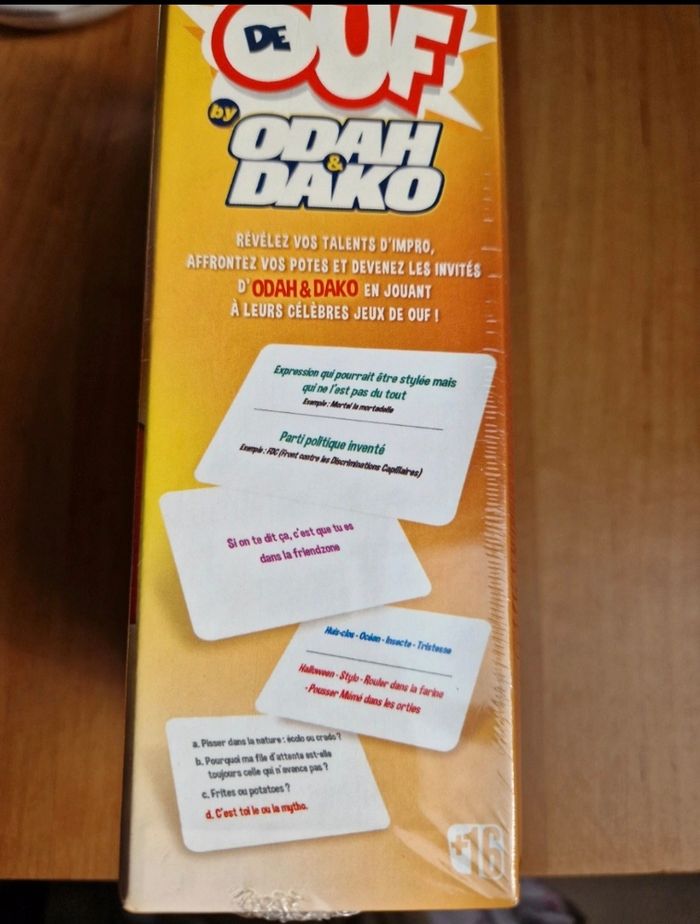 DE OUF
by
ODAH
&
DAKO
RÉVÉLEZ VOS TALENTS D'IMPRO,
AFFRONTEZ VOS POTES ET DEVENEZ LES INVITÉS
D'ODAH & DAKO EN JOUANT
À LEURS CÉLÈBRES JEUX DE OUF !
Expression qui pourrait être stylée mais
qui ne l'est pas du tout
Exemple : Mortel la mortadelle
Parti politique inventé
Exemple : FDC (Front contre les Discriminations Capillaires)
Si on te dit ça, c'est que tu es
dans la friendzone
Huis-clos - Océan - Insecte - Tristesse
Halloween - Stylo - Rouler dans la farine
- Pousser Mémé dans les orties
a. Pisser dans la nature : écolo ou crado ?
b. Pourquoi ma file d'attente est-elle
toujours celle qui n'avance pas ?
c. Frites ou potatoes ?
d. C'est toi le ou la mytho.
+16